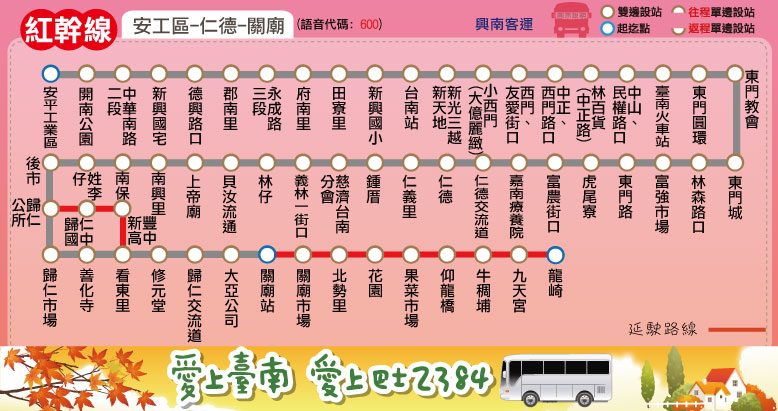 紅幹線
安工區-仁德-關廟
(語音代碼: 600)
興南客運
雙邊設站
往程單邊設站
起迄點
返程單邊設站
安平工業區
開南公園
中華南路二段
新興國宅
德興路口
郡南里
永成路三段
府南里
田寮里
新興國小
台南站
新光三越新天地
小西門(大億麗緻)
西門、友愛街口
中正、西門路口
林百貨(中正路)
中山、民權路口
臺南火車站
東門圓環
東門教會
東門城
林森路口
富強市場
東門路
虎尾寮
富農街口
嘉南療養院
仁德交流道
仁德
仁義里
鍾厝
慈濟台南分會
義林一街口
林仔
貝汝流通
上帝廟
南興里
南保
姓李仔
後市
歸仁公所
歸仁國中
新豐高中
歸仁市場
善化寺
看東里
修元堂
歸仁交流道
大亞公司
關廟站
關廟市場
北勢里
花園
果菜市場
仰龍橋
牛稠埔
九天宮
龍崎
延駛路線
愛上臺南 愛上巴士2384